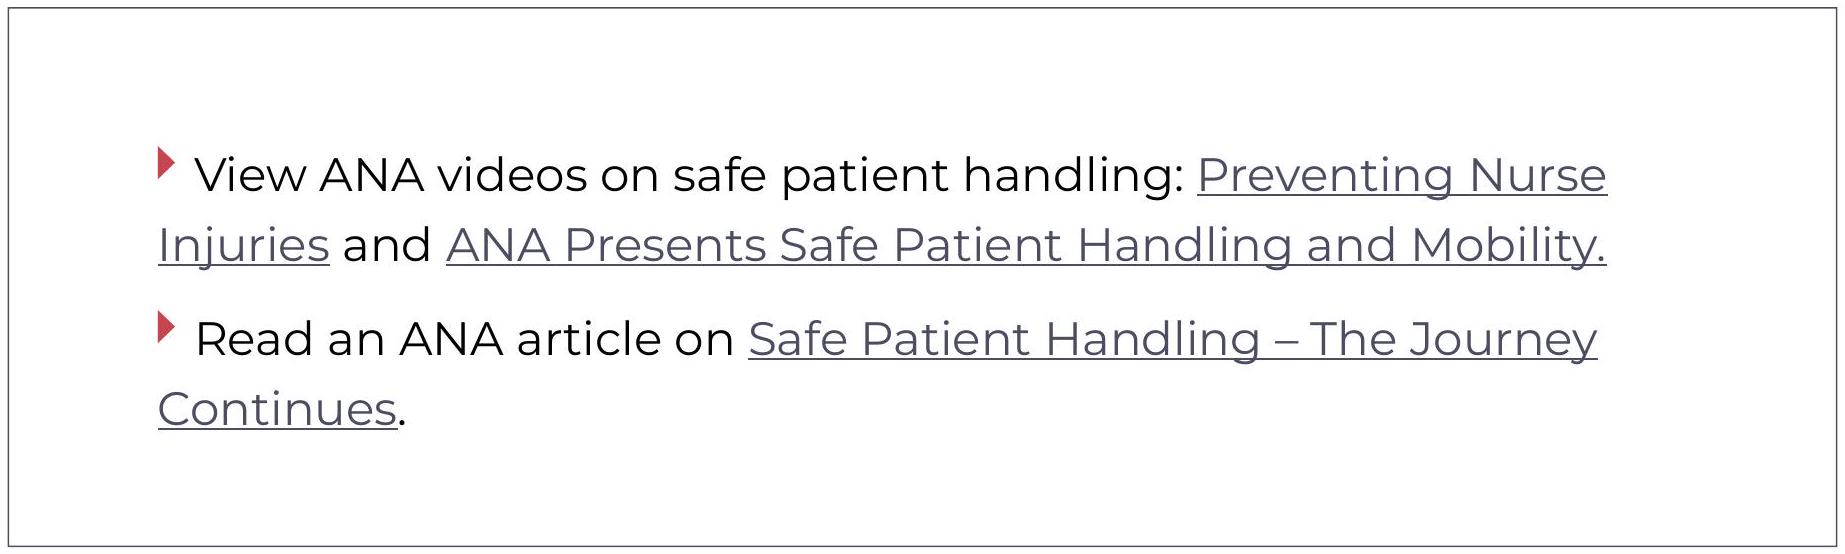 View ANA videos on safe patient handling: Preventing Nurse
Injuries and ANA Presents Safe Patient Handling and Mobility.
Read an ANA article on Safe Patient Handling – The Journey
Continues.